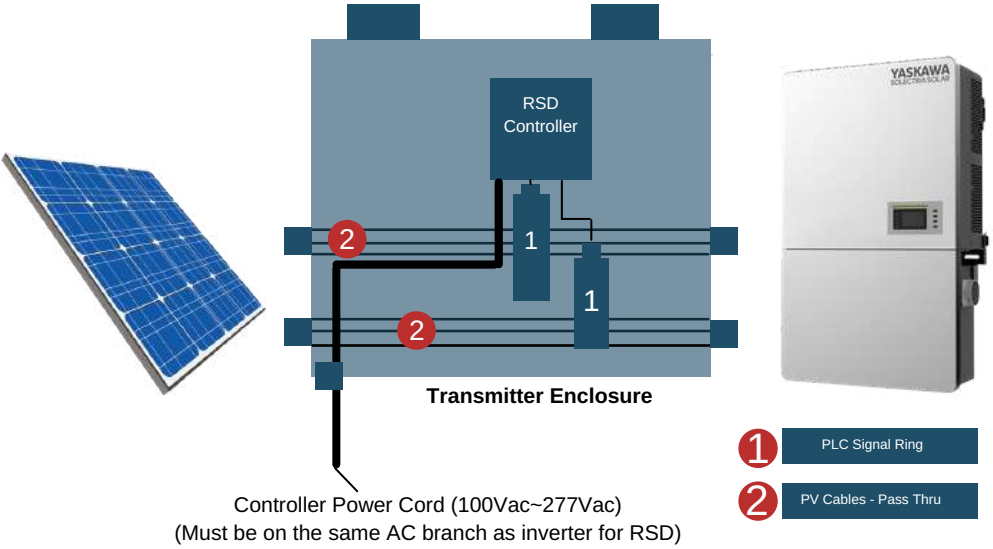 YASKAWA
SOLECTRIA SOLAR
RSD
Controller
2
1
1
2
Transmitter Enclosure
1 PLC Signal Ring
2 PV Cables - Pass Thru
Controller Power Cord (100Vac~277Vac)
(Must be on the same AC branch as inverter for RSD)